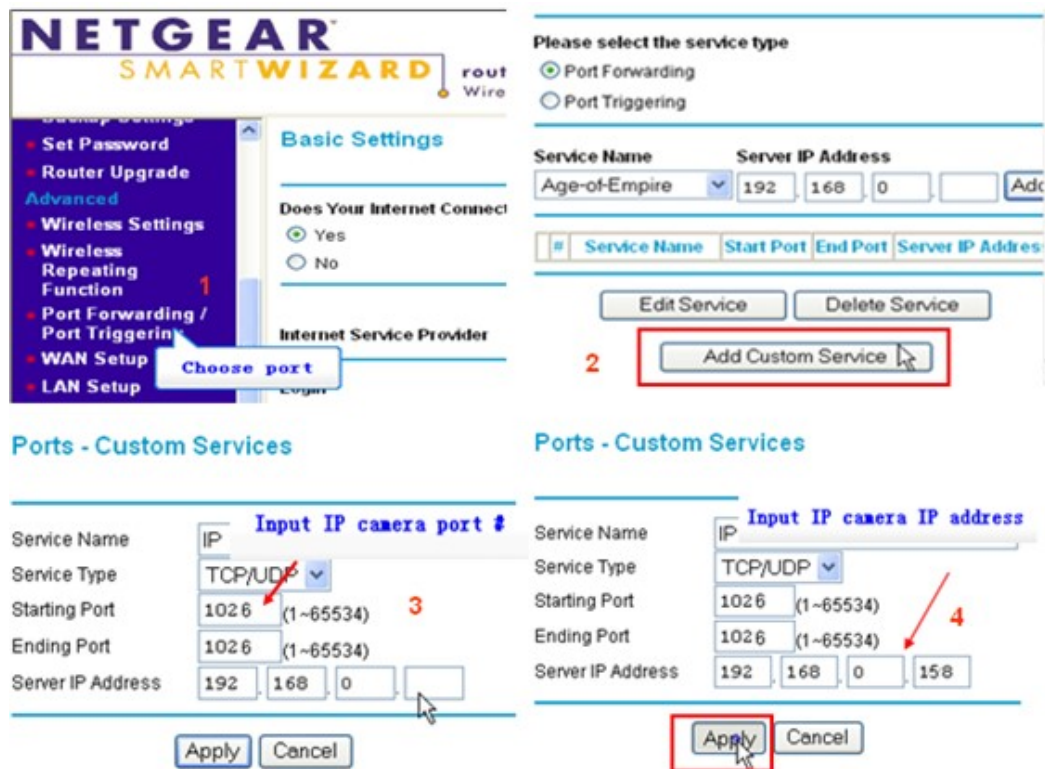 NETGEAR
SMARTWIZARD
rout
Wire
Backup Settings
Set Password
Router Upgrade
Advanced
Wireless Settings
Wireless
Repeating
Function
1
Port Forwarding /
Port Triggering
WAN Setup
LAN Setup
Choose port
Basic Settings
Does Your Internet Connect
Yes
No
Internet Service Provider
Login
Please select the service type
Port Forwarding
Port Triggering
Service Name Server IP Address
Age-of-Empire 192 . 168 . 0 . Add
# Service Name Start Port End Port Server IP Addres
Edit Service Delete Service
2 Add Custom Service
Ports - Custom Services
Input IP camera port #
Service Name IP
Service Type TCP/UDP
Starting Port 1026 (1~65534) 3
Ending Port 1026 (1~65534)
Server IP Address 192 . 168 . 0 .
Apply Cancel
Ports - Custom Services
Input IP camera IP address
Service Name IP
Service Type TCP/UDP
Starting Port 1026 (1~65534) 4
Ending Port 1026 (1~65534)
Server IP Address 192 . 168 . 0 . 158
Apply Cancel